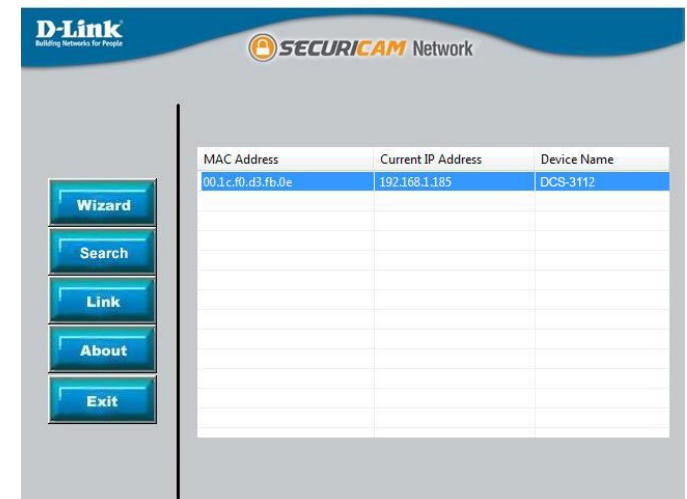 D-Link
Building Networks for People
SECURICAM Network
MAC Address Current IP Address Device Name
00.1c.f0.d3.fb.0e 192.168.1.185 DCS-3112
Wizard
Search
Link
About
Exit